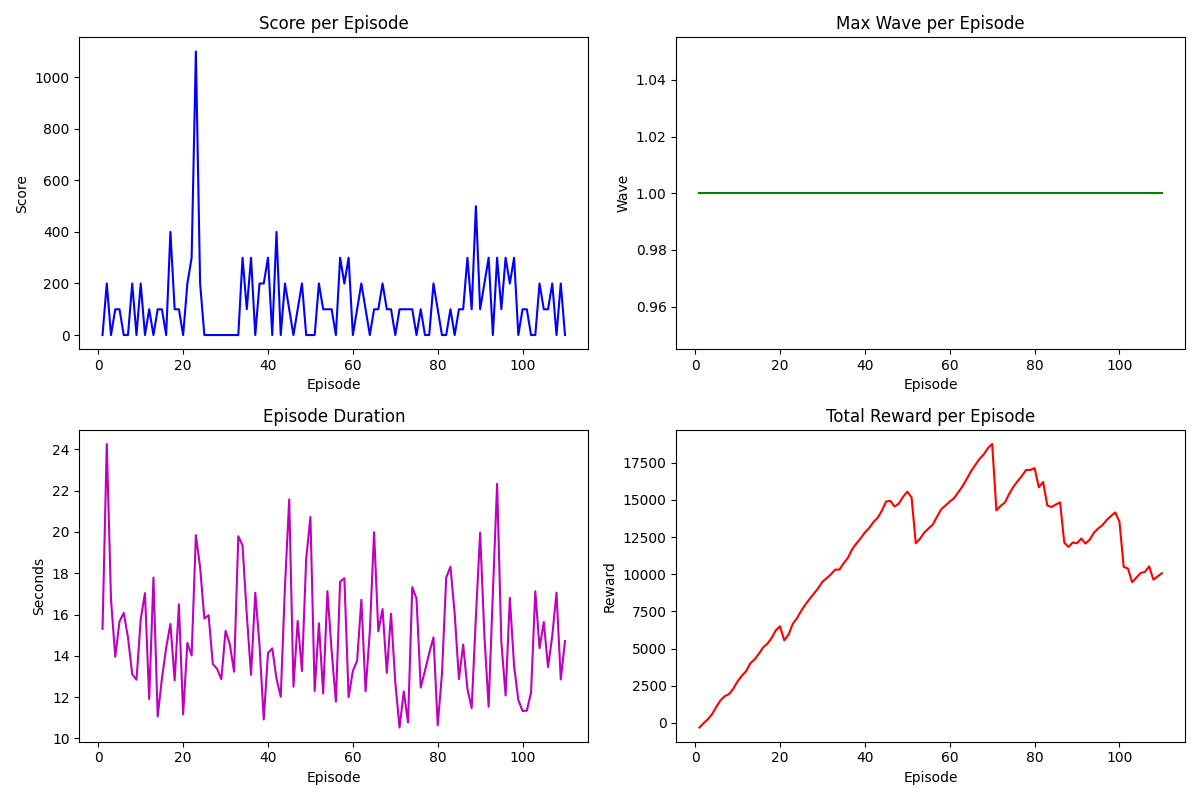 Score per Episode
Score
1000
800
600
400
200
0
0 20 40 60 80 100
Episode
Max Wave per Episode
Wave
1.04
1.02
1.00
0.98
0.96
0 20 40 60 80 100
Episode
Episode Duration
Seconds
24
22
20
18
16
14
12
10
0 20 40 60 80 100
Episode
Total Reward per Episode
Reward
17500
15000
12500
10000
7500
5000
2500
0
0 20 40 60 80 100
Episode